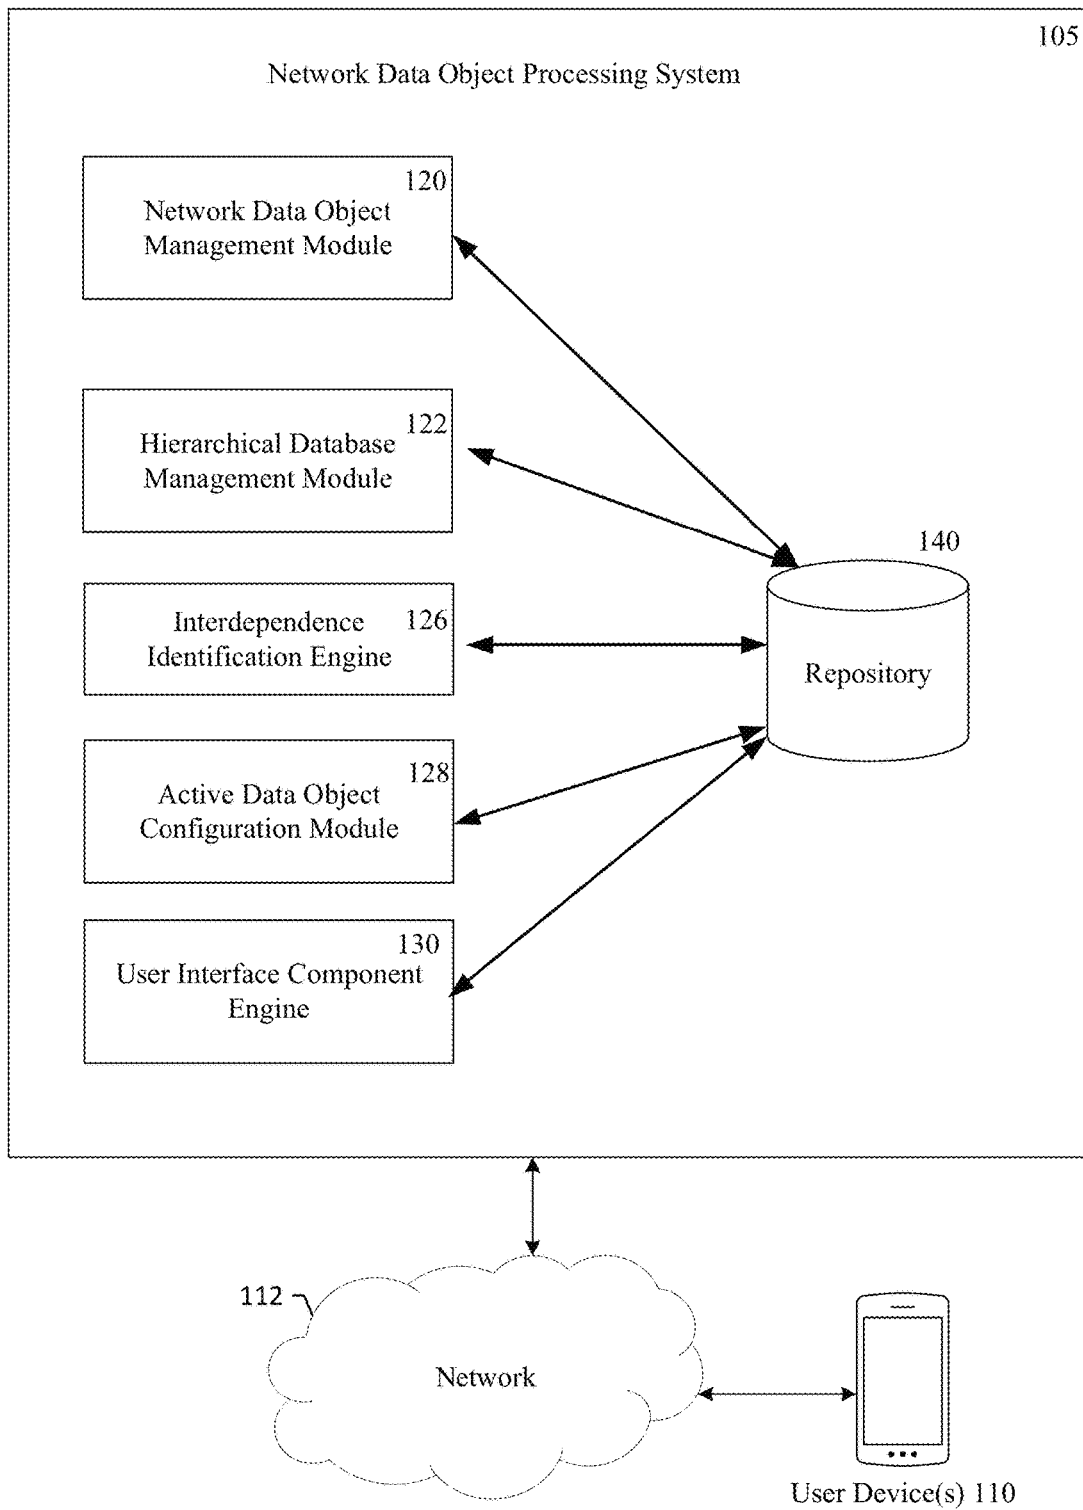 105
Network Data Object Processing System
120
Network Data Object
Management Module
122
Hierarchical Database
Management Module
140
Interdependence
126
Identification Engine
Repository
128
Active Data Object
Configuration Module
130
User Interface Component
Engine
112
Network
User Device(s) 110